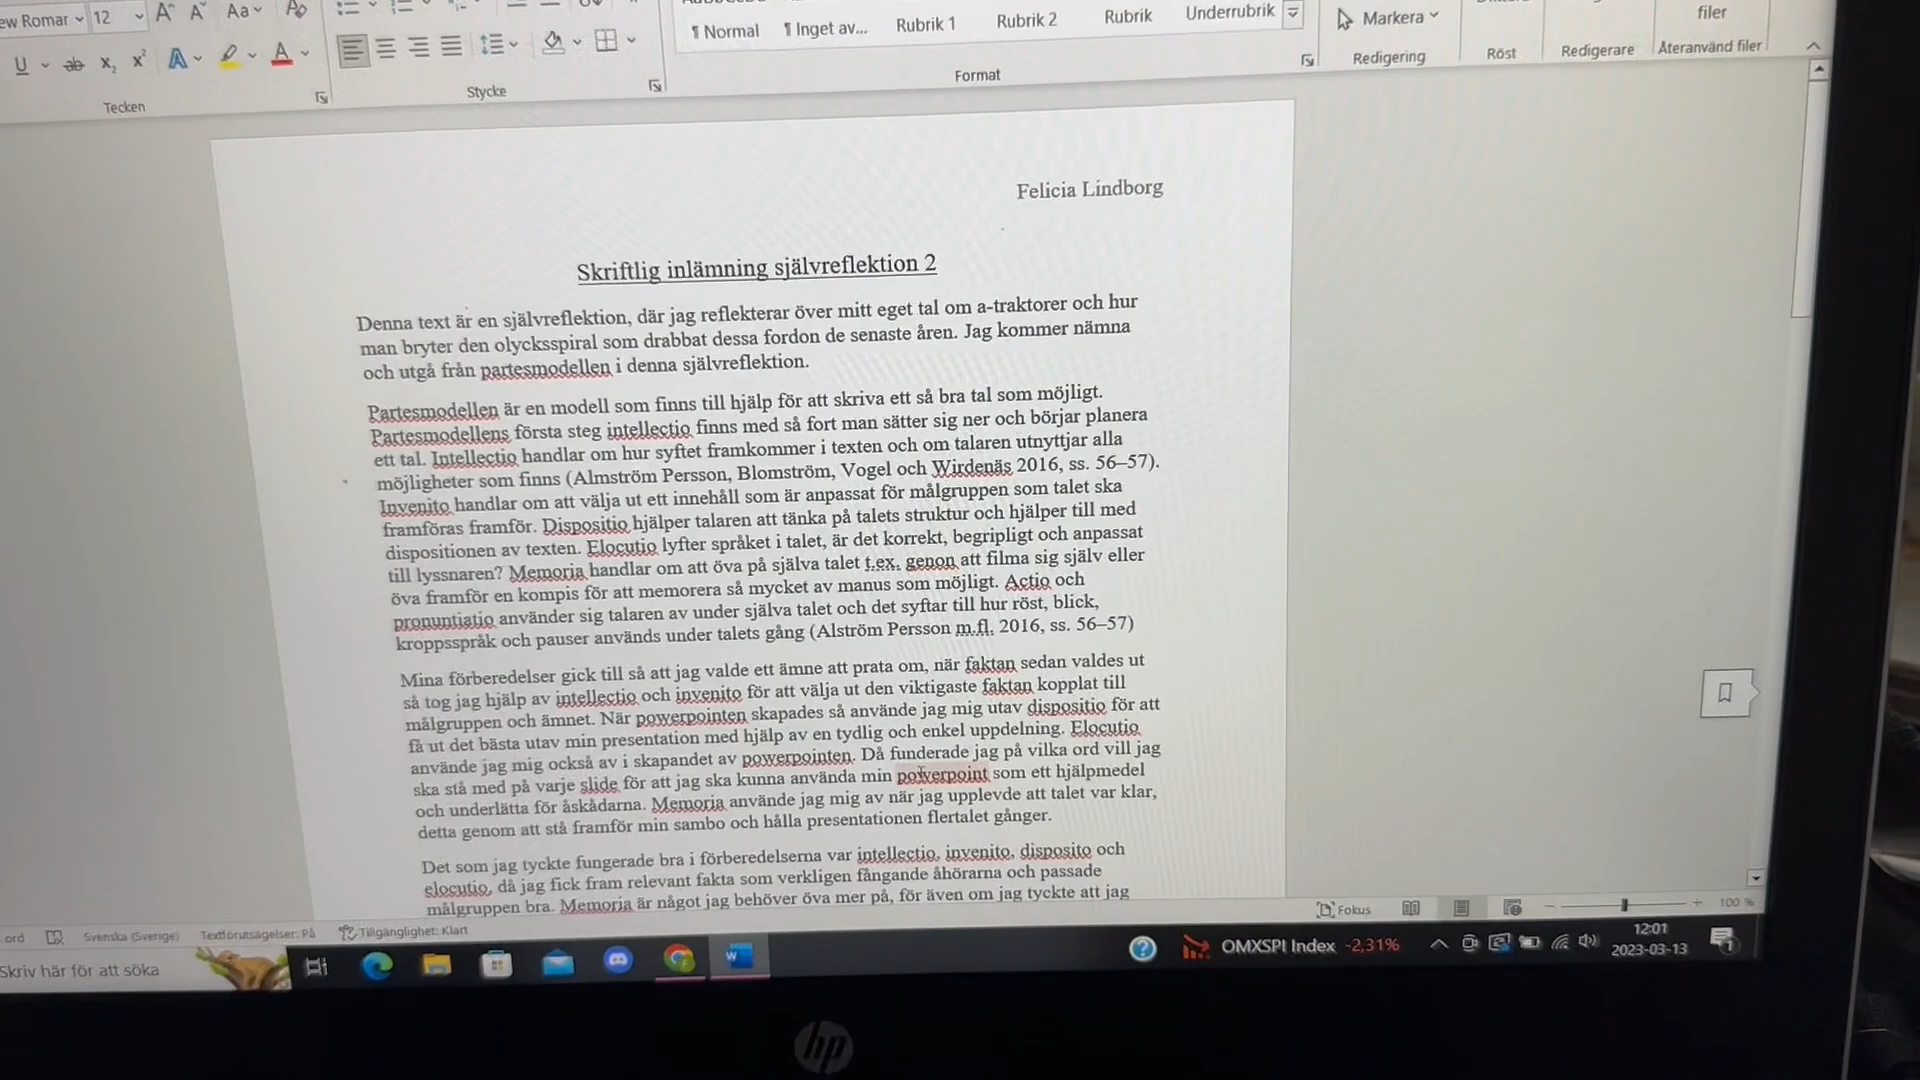 ew Romar 12 A A Aa
Normal
Inget av...
Rubrik 1
Rubrik 2
Rubrik
Underrubrik
Markera
filer
U ab x₂ x² A A
Tecken
Stycke
Format
Redigering
Röst
Redigerare
Återanvänd filer
Felicia Lindborg
Skriftlig inlämning självreflektion 2
Denna text är en självreflektion, där jag reflekterar över mitt eget tal om a-traktorer och hur
man bryter den olycksspiral som drabbat dessa fordon de senaste åren. Jag kommer nämna
och utgå från partesmodellen i denna självreflektion.
Partesmodellen är en modell som finns till hjälp för att skriva ett så bra tal som möjligt.
Partesmodellens första steg intellectio finns med så fort man sätter sig ner och börjar planera
ett tal. Intellectio handlar om hur syftet framkommer i texten och om talaren utnyttjar alla
möjligheter som finns (Almström Persson, Blomström, Vogel och Wirdenäs 2016, ss. 56–57).
Invenito handlar om att välja ut ett innehåll som är anpassat för målgruppen som talet ska
framföras framför. Dispositio hjälper talaren att tänka på talets struktur och hjälper till med
dispositionen av texten. Elocutio lyfter språket i talet, är det korrekt, begripligt och anpassat
till lyssnaren? Memoria handlar om att öva på själva talet t.ex. genon att filma sig själv eller
öva framför en kompis för att memorera så mycket av manus som möjligt. Actio och
pronuntiatio använder sig talaren av under själva talet och det syftar till hur röst, blick,
kroppsspråk och pauser används under talets gång (Alström Persson m.fl. 2016, ss. 56–57)
Mina förberedelser gick till så att jag valde ett ämne att prata om, när faktan sedan valdes ut
så tog jag hjälp av intellectio och invenito för att välja ut den viktigaste faktan kopplat till
målgruppen och ämnet. När powerpointen skapades så använde jag mig utav dispositio för att
få ut det bästa utav min presentation med hjälp av en tydlig och enkel uppdelning. Elocutio
använde jag mig också av i skapandet av powerpointen. Då funderade jag på vilka ord vill jag
ska stå med på varje slide för att jag ska kunna använda min powerpoint som ett hjälpmedel
och underlätta för åskådarna. Memoria använde jag mig av när jag upplevde att talet var klar,
detta genom att stå framför min sambo och hålla presentationen flertalet gånger.
Det som jag tyckte fungerade bra i förberedelserna var intellectio, invenito, disposito och
elocutio, då jag fick fram relevant fakta som verkligen fångande åhörarna och passade
målgruppen bra. Memoria är något jag behöver öva mer på, för även om jag tyckte att jag
ord
Svenska (Sverige)
Textförutsägelser: På
Tillgänglighet: Klart
Fokus
100 %
Skriv här för att söka
OMXSPI Index -2,31%
12:01
2023-03-13
1
hp